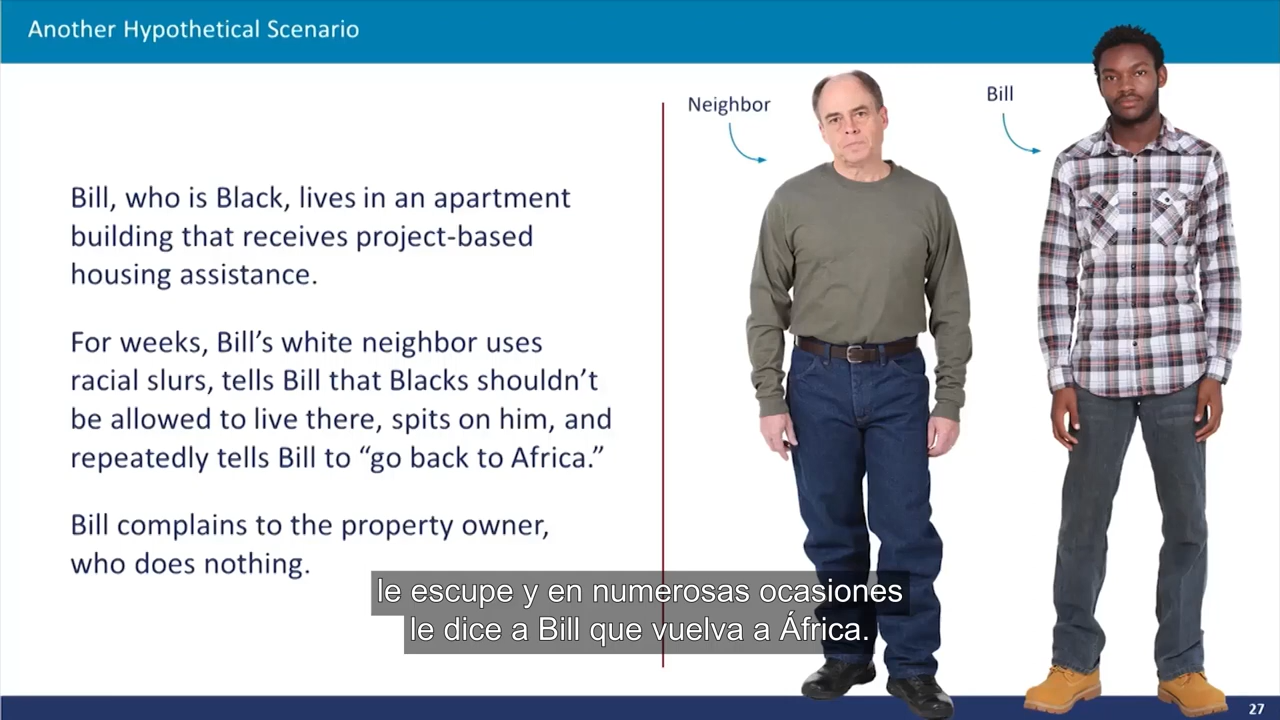 Another Hypothetical Scenario
Neighbor
Bill
Bill, who is Black, lives in an apartment
building that receives project-based
housing assistance.
For weeks, Bill’s white neighbor uses
racial slurs, tells Bill that Blacks shouldn’t
be allowed to live there, spits on him, and
repeatedly tells Bill to “go back to Africa.”
Bill complains to the property owner,
who does nothing.
le escupe y en numerosas ocasiones
le dice a Bill que vuelva a África.
27